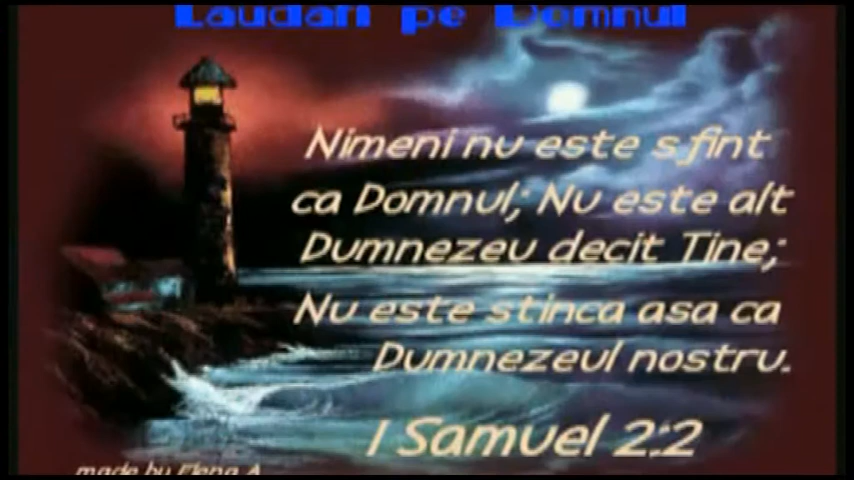 Laudati pe Domnul
Nimeni nu este sfint
ca Domnul; Nu este alt
Dumnezeu decit Tine;
Nu este stinca asa ca
Dumnezeul nostru.
I Samuel 2:2
made by Elena A